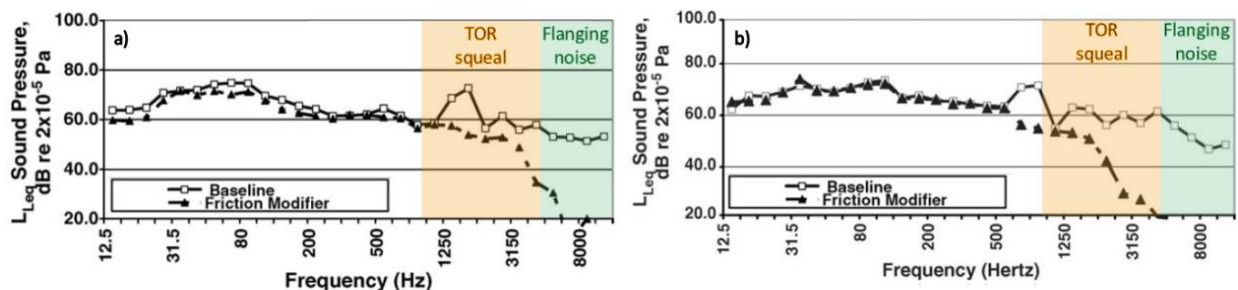 a)
TOR
squeal
Flanging
noise
L_Leq Sound Pressure,
dB re 2x10⁻⁵ Pa
100.0
80.0
60.0
40.0
20.0
Baseline
Friction Modifier
12.5
31.5
80
200
500
1250
3150
8000
Frequency (Hz)
b)
TOR
squeal
Flanging
noise
L_Leq Sound Pressure,
dB re 2x10⁻⁵ Pa
100.0
80.0
60.0
40.0
20.0
Baseline
Friction Modifier
12.5
31.5
80
200
500
1250
3150
8000
Frequency (Hertz)